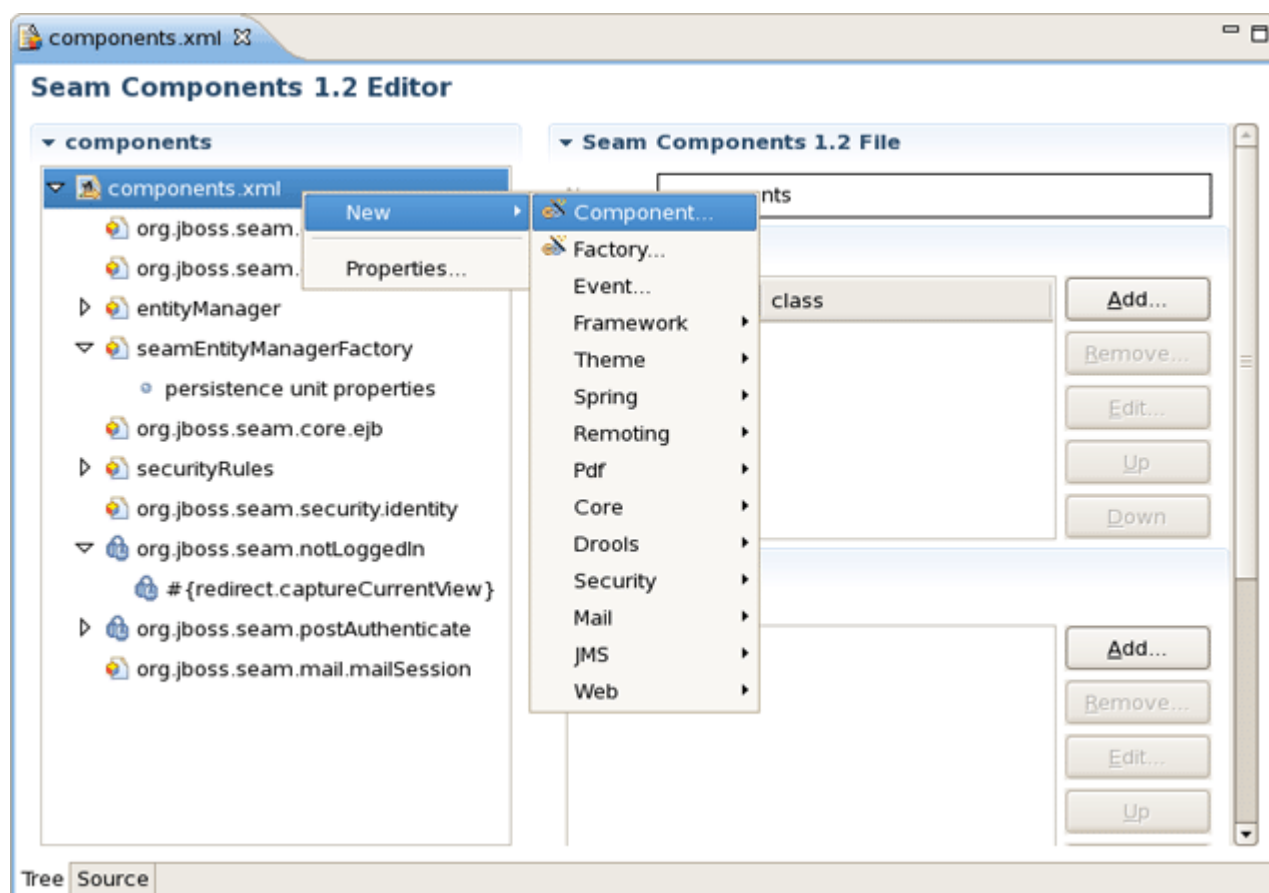 components.xml
Seam Components 1.2 Editor
components
components.xml
org.jboss.seam.
org.jboss.seam.
entityManager
seamEntityManagerFactory
persistence unit properties
org.jboss.seam.core.ejb
securityRules
org.jboss.seam.security.identity
org.jboss.seam.notLoggedIn
#{redirect.captureCurrentView}
org.jboss.seam.postAuthenticate
org.jboss.seam.mail.mailSession
New
Properties...
Component...
Factory...
Event...
Framework
Theme
Spring
Remoting
Pdf
Core
Drools
Security
Mail
JMS
Web
Seam Components 1.2 File
nts
class
Add...
Remove...
Edit...
Up
Down
Add...
Remove...
Edit...
Up
Tree Source